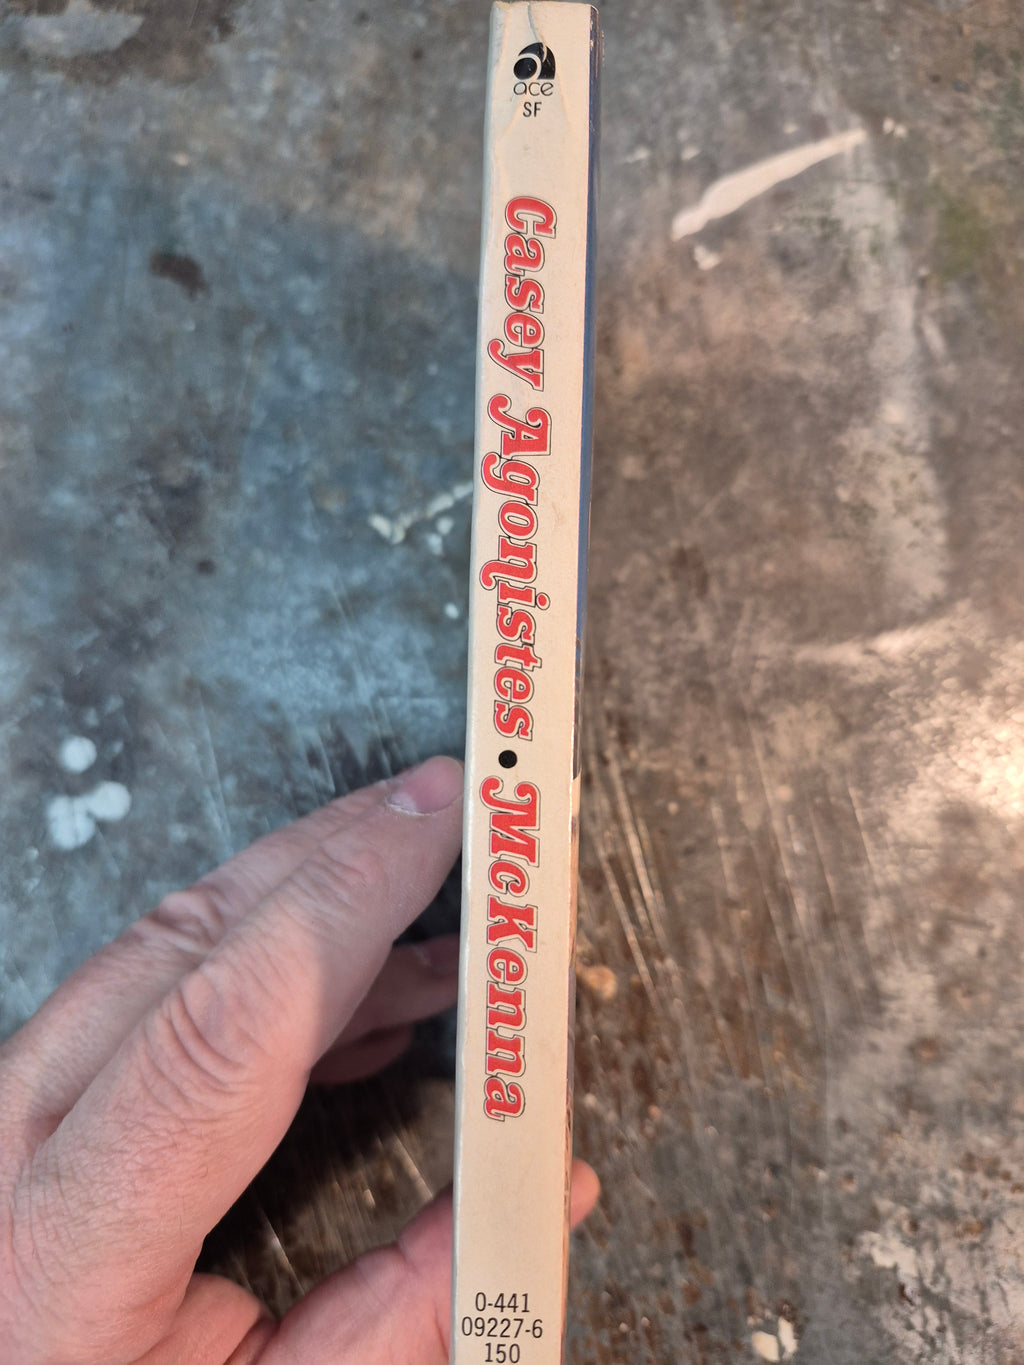 ace
SF
Casey Agonistes • McKenna
0-441
09227-6
150